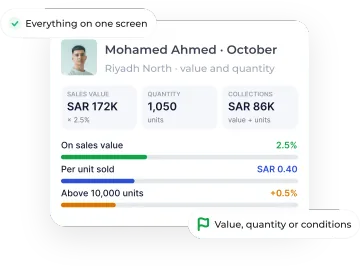 Everything on one screen
Mohamed Ahmed · October
Riyadh North · value and quantity
SALES VALUE
SAR 172K
× 2.5%
QUANTITY
1,050
units
COLLECTIONS
SAR 86K
value + units
On sales value 2.5%
Per unit sold SAR 0.40
Above 10,000 units +0.5%
Value, quantity or conditions